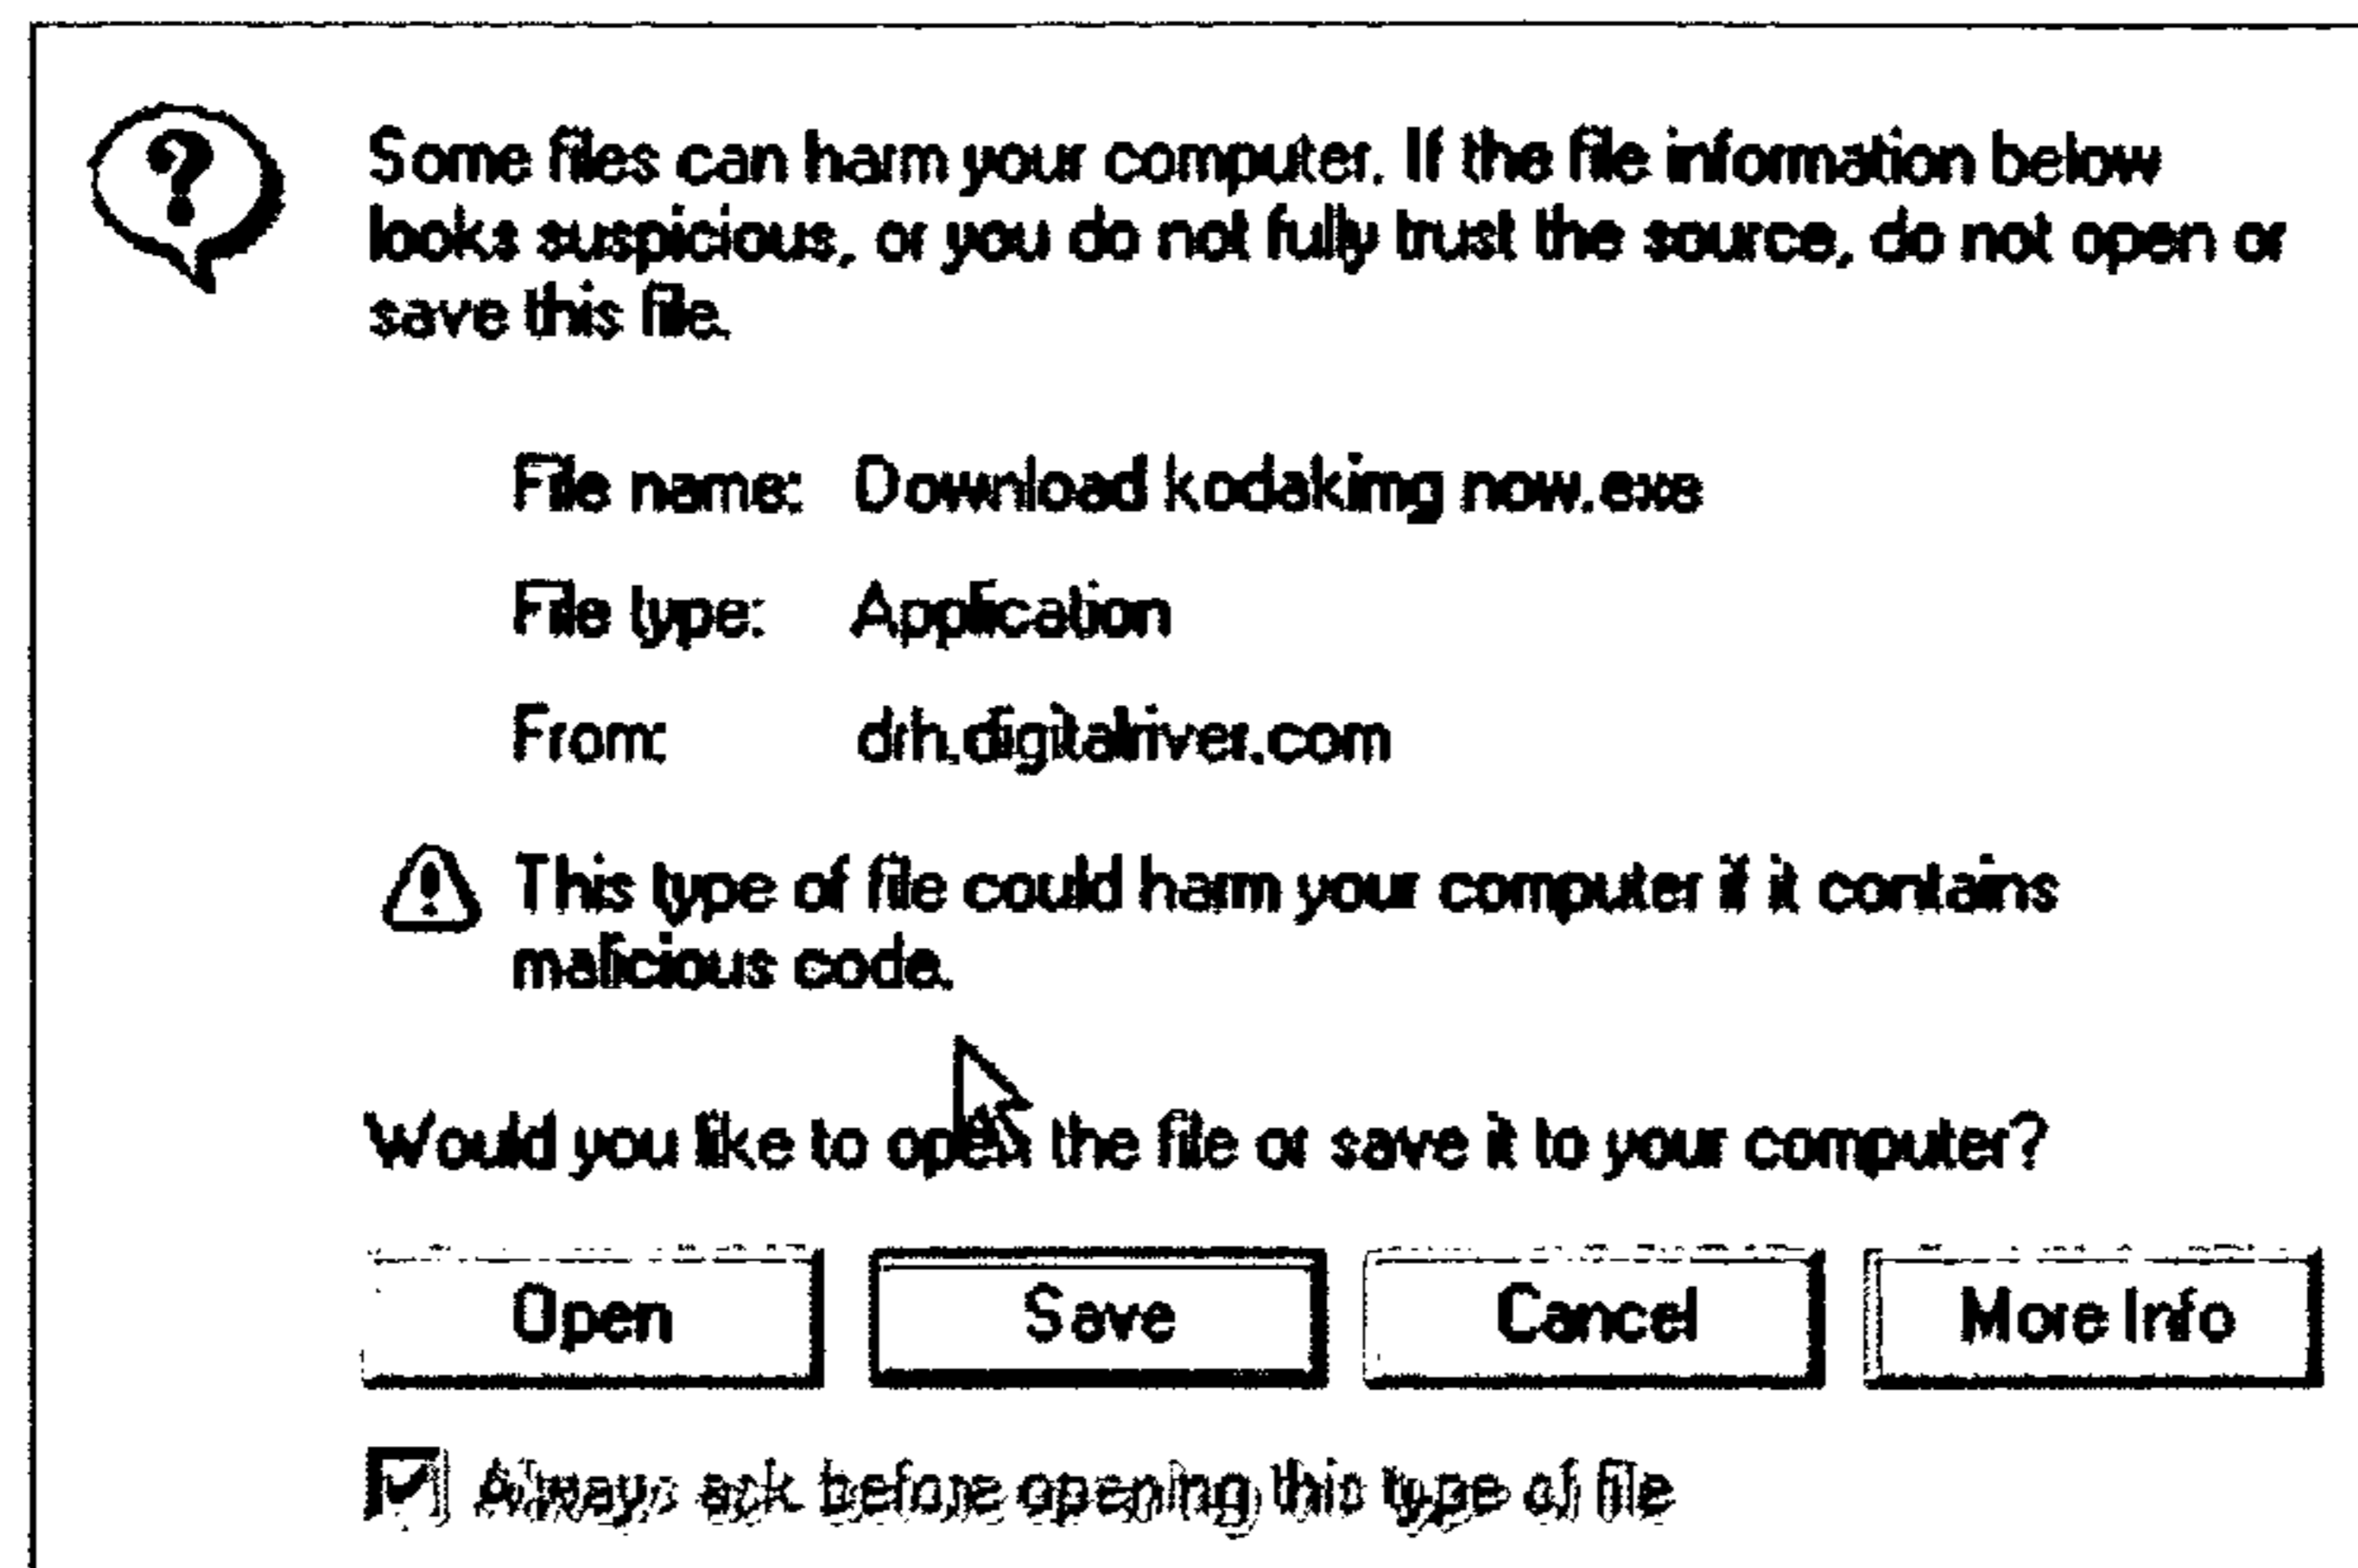 Some files can harm your computer. If the file information below
looks suspicious, or you do not fully trust the source, do not open or
save this file.
File name: Download kodakimg now.exe
File type: Application
From: drh.digitalriver.com
This type of file could harm your computer if it contains
malicious code.
Would you like to open the file or save it to your computer?
Open Save Cancel More Info
Always ask before opening this type of file